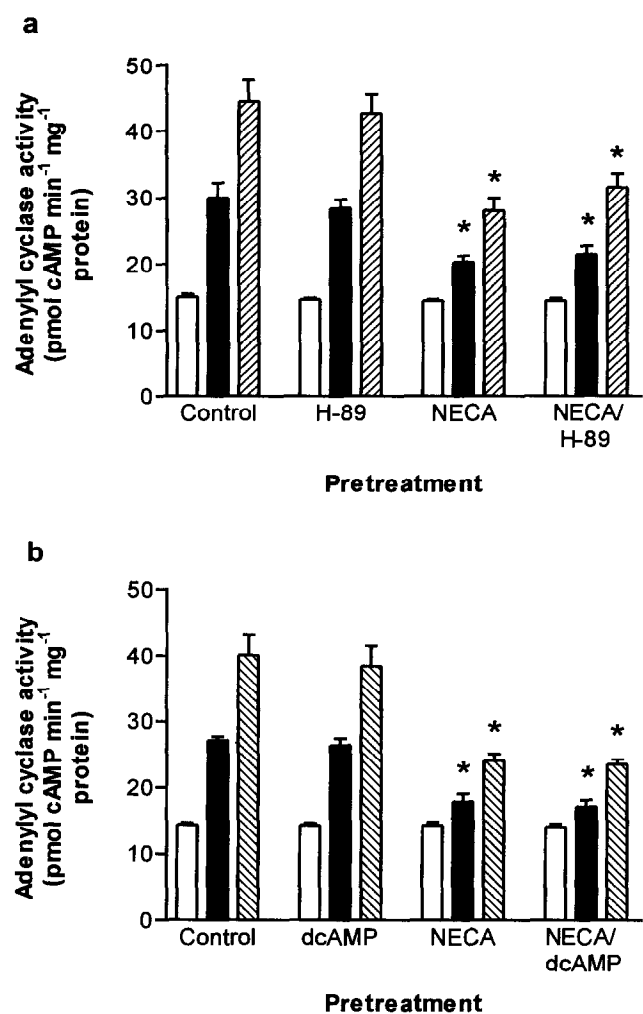 a
Adenylyl cyclase activity
(pmol cAMP min-1 mg-1
protein)
50
40
30
20
10
0
*
*
*
*
Control
H-89
NECA
NECA/
H-89
Pretreatment
b
Adenylyl cyclase activity
(pmol cAMP min-1 mg-1
protein)
50
40
30
20
10
0
*
*
*
*
Control
dcAMP
NECA
NECA/
dcAMP
Pretreatment